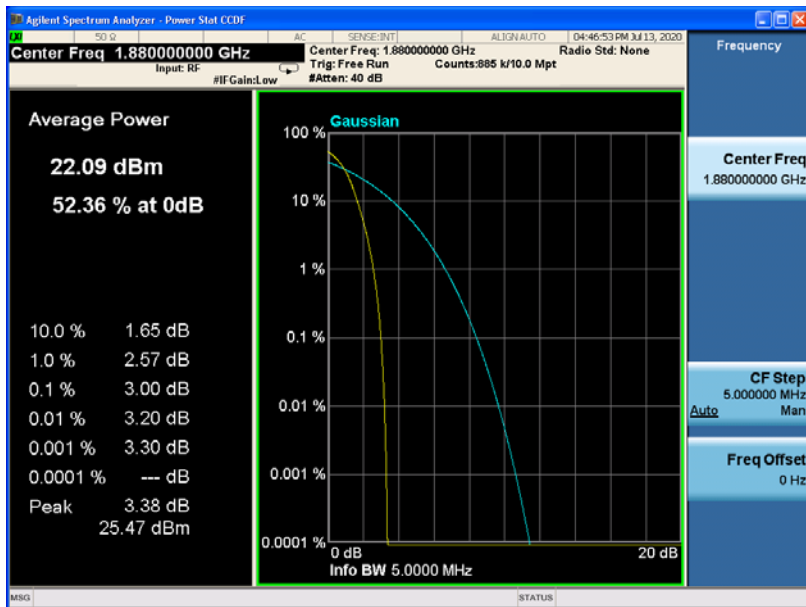 Agilent Spectrum Analyzer - Power Stat CCDF
50 Ω AC SENSE:INT ALIGNAUTO 04:46:53 PM Jul 13, 2020
Center Freq 1.880000000 GHz
Input: RF
#IFGain:Low
Center Freq: 1.880000000 GHz
Radio Std: None
Trig: Free Run Counts:885 k/10.0 Mpt
#Atten: 40 dB
Frequency
Average Power
22.09 dBm
52.36 % at 0dB
10.0 % 1.65 dB
1.0 % 2.57 dB
0.1 % 3.00 dB
0.01 % 3.20 dB
0.001 % 3.30 dB
0.0001 % --- dB
Peak 3.38 dB
25.47 dBm
Gaussian
100 %
10 %
1 %
0.1 %
0.01 %
0.001 %
0.0001 %
0 dB 20 dB
Info BW 5.0000 MHz
Center Freq
1.880000000 GHz
CF Step
5.000000 MHz
Auto Man
Freq Offset
0 Hz
MSG STATUS